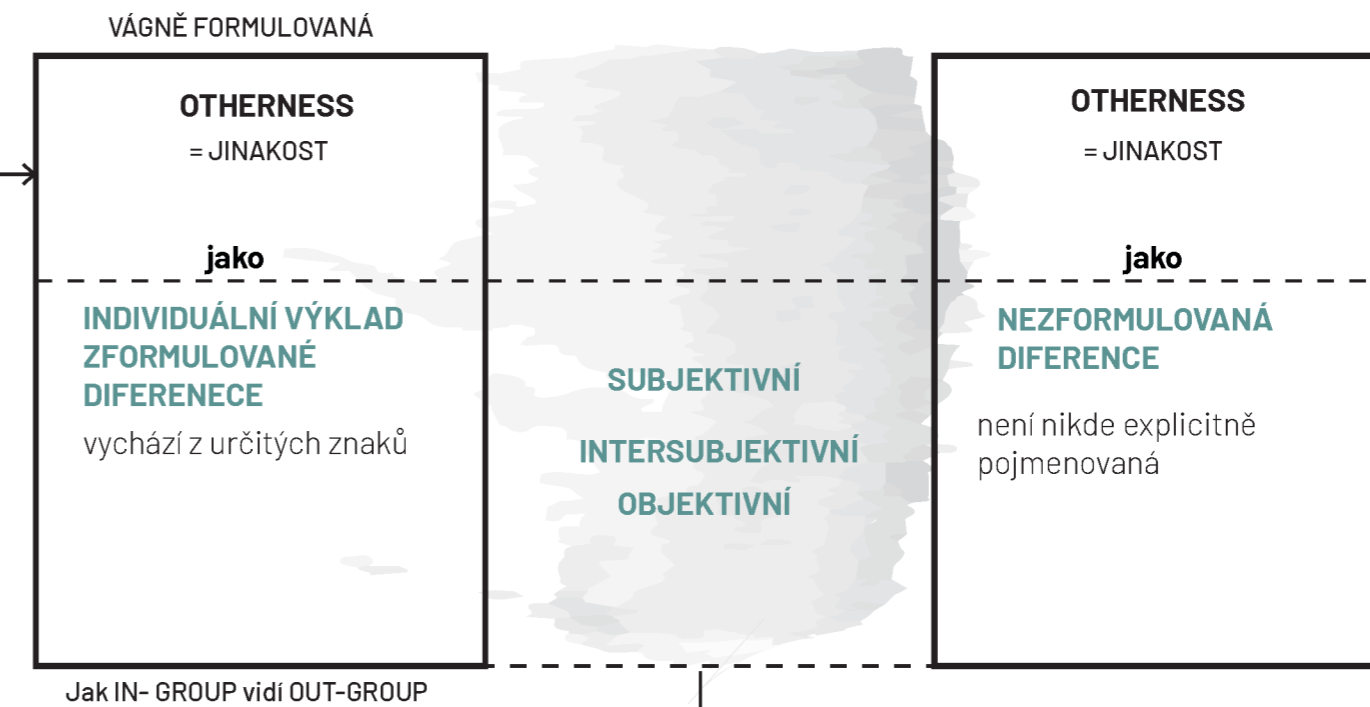 VÁGNĚ FORMULOVANÁ
OTHERNESS
= JINAKOST
jako
INDIVIDUÁLNÍ VÝKLAD
ZFORMULOVANÉ
DIFERENECE
vychází z určitých znaků
Jak IN- GROUP vidí OUT-GROUP
SUBJEKTIVNÍ
INTERSUBJEKTIVNÍ
OBJEKTIVNÍ
OTHERNESS
= JINAKOST
jako
NEZFORMULOVANÁ
DIFERENCE
není nikde explicitně
pojmenovaná